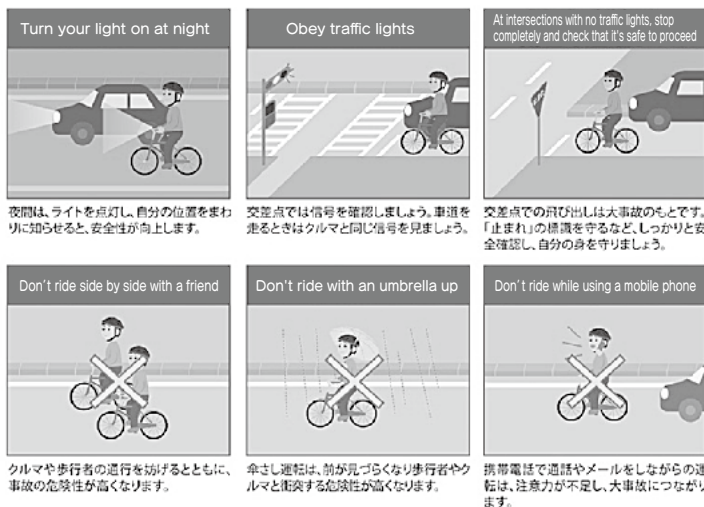 Turn your light on at night
夜間は、ライトを点灯し、自分の位置をまわ
りに知らせると、安全性が向上します。
Obey traffic lights
交差点では信号を確認しましょう。車道を
走るときはクルマと同じ信号を見ましょう。
At intersections with no traffic lights, stop
completely and check that it's safe to proceed
交差点での飛び出しは大事故のもとです。
「止まれ」の標識を守るなど、しっかりと安
全確認し、自分の身を守りましょう。
Don't ride side by side with a friend
クルマや歩行者の通行を妨げるとともに、
事故の危険性が高くなります。
Don't ride with an umbrella up
傘さし運転は、前が見づらくなり歩行者やク
ルマと衝突する危険性が高くなります。
Don't ride while using a mobile phone
携帯電話で通話やメールをしながらの運
転は、注意力が不足し、大事故につながり
ます。